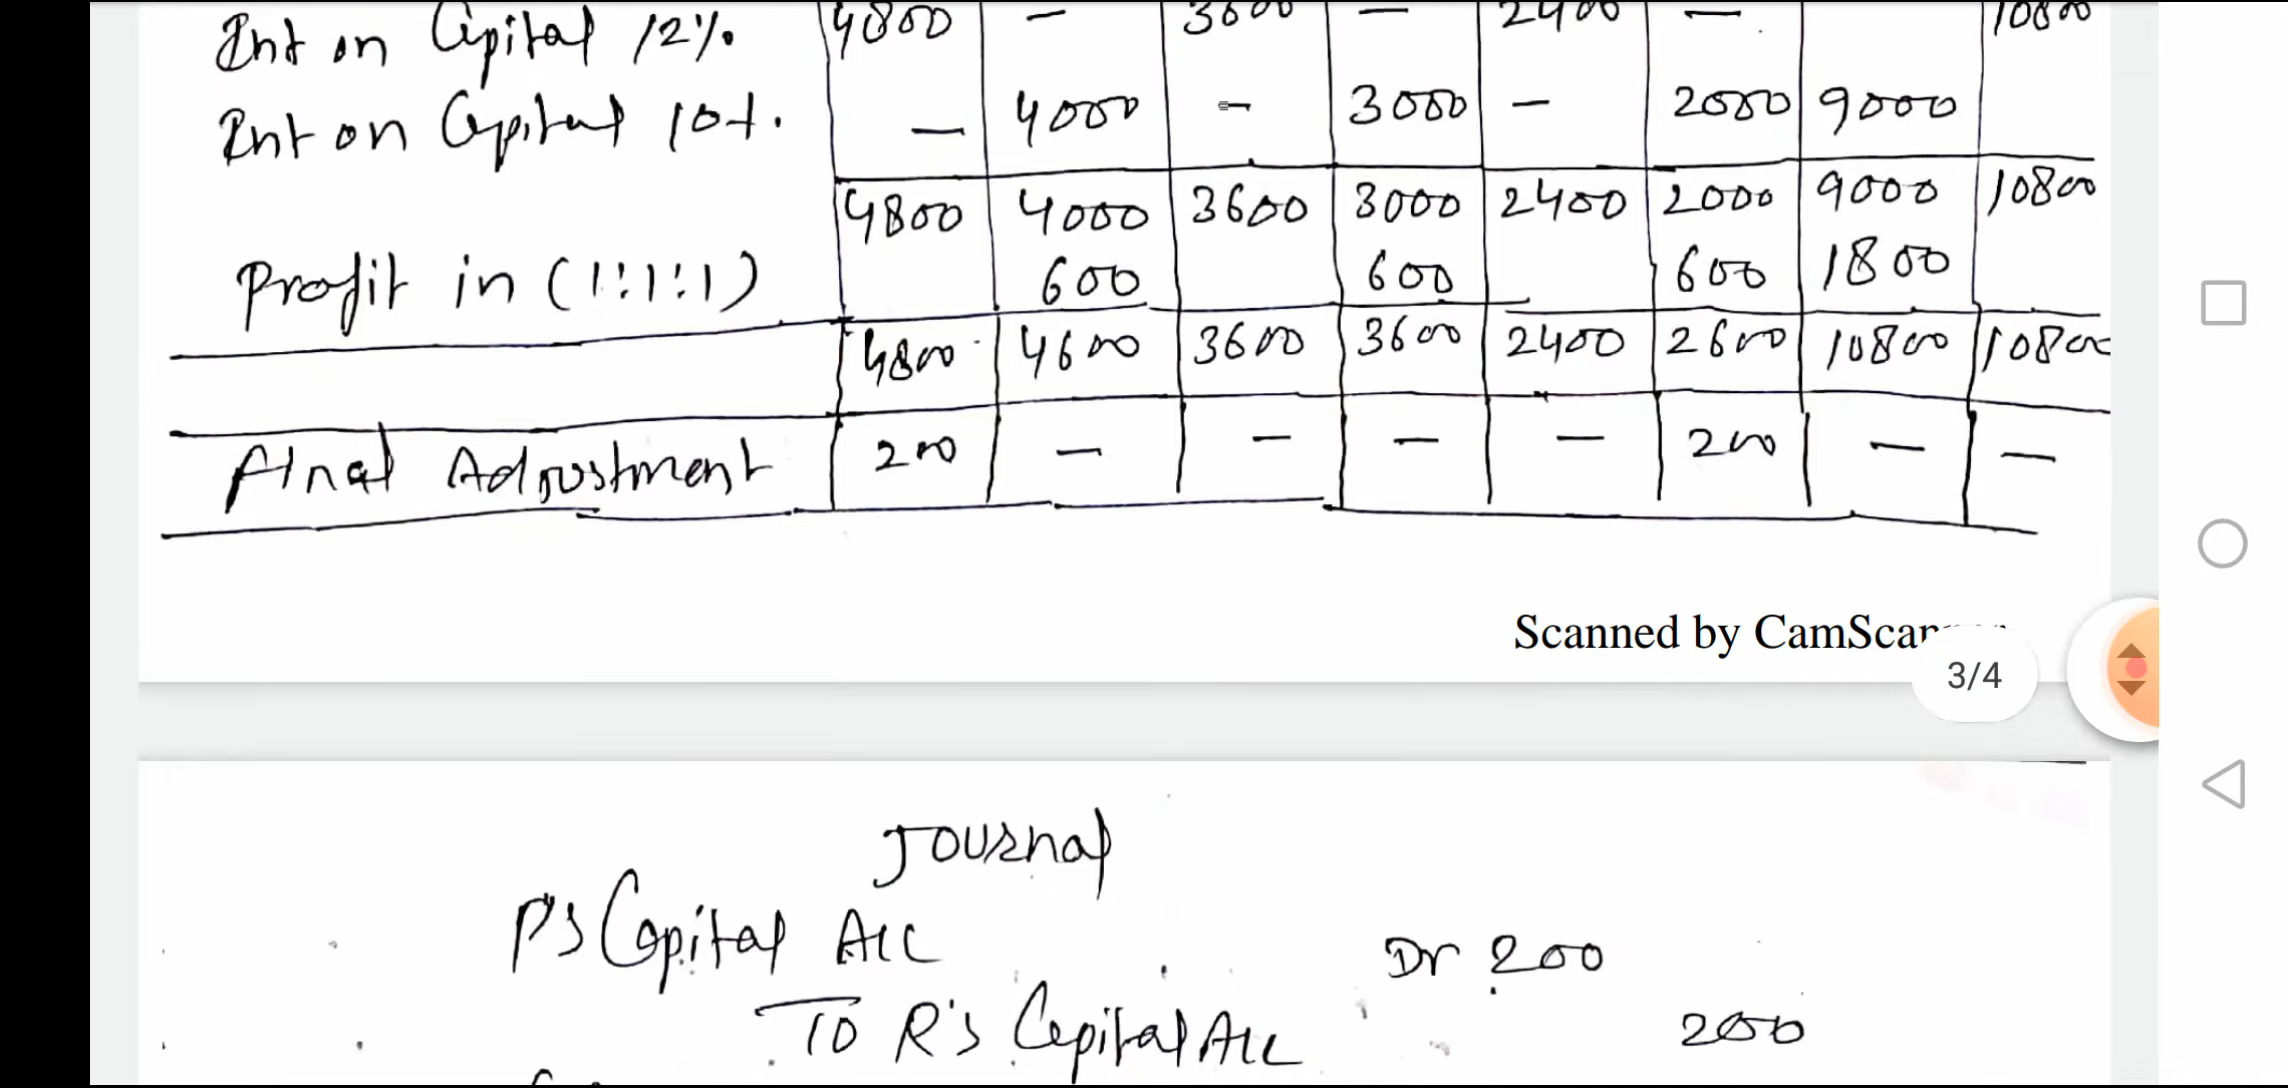 Int on Capital 12%. 4800 — 3600 — 2400 — 10800
Int on Capital 10%. — 4000 — 3000 — 2000 9000
4800 4000 3600 3000 2400 2000 9000 10800
Profit in (1:1:1) 600 600 600 1800
4800 4600 3600 3600 2400 2600 10800 10800
Final Adjustment 200 — — — — 200 — —
Scanned by CamScanner
3/4
Journal
P's Capital A/C Dr 200
To R's Capital A/C 200